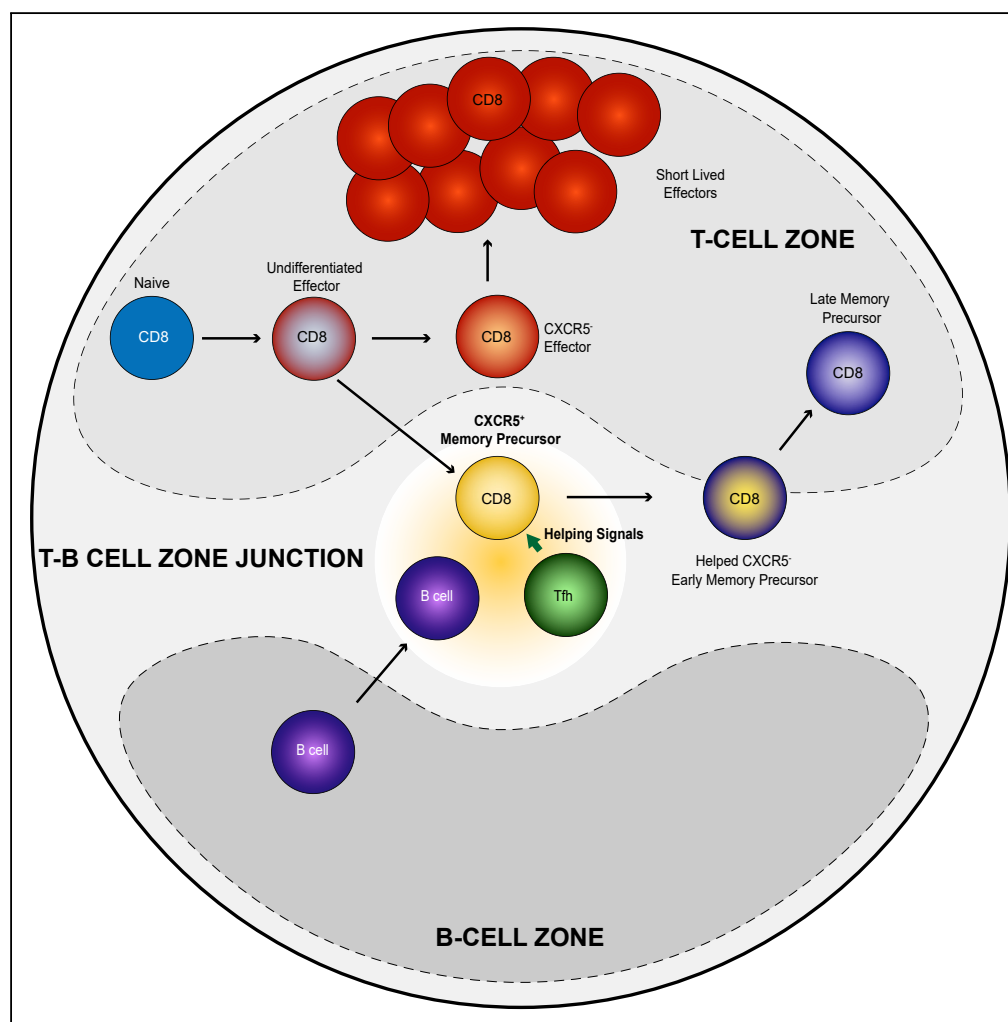 CD8
Short Lived
Effectors
T-CELL ZONE
Naive
CD8
Undifferentiated
Effector
CD8
CD8
CXCR5⁻
Effector
Late Memory
Precursor
CD8
CXCR5⁺
Memory Precursor
CD8
CD8
Helping Signals
T-B CELL ZONE JUNCTION
Helped CXCR5⁻
Early Memory Precursor
B cell
Tfh
B cell
B-CELL ZONE